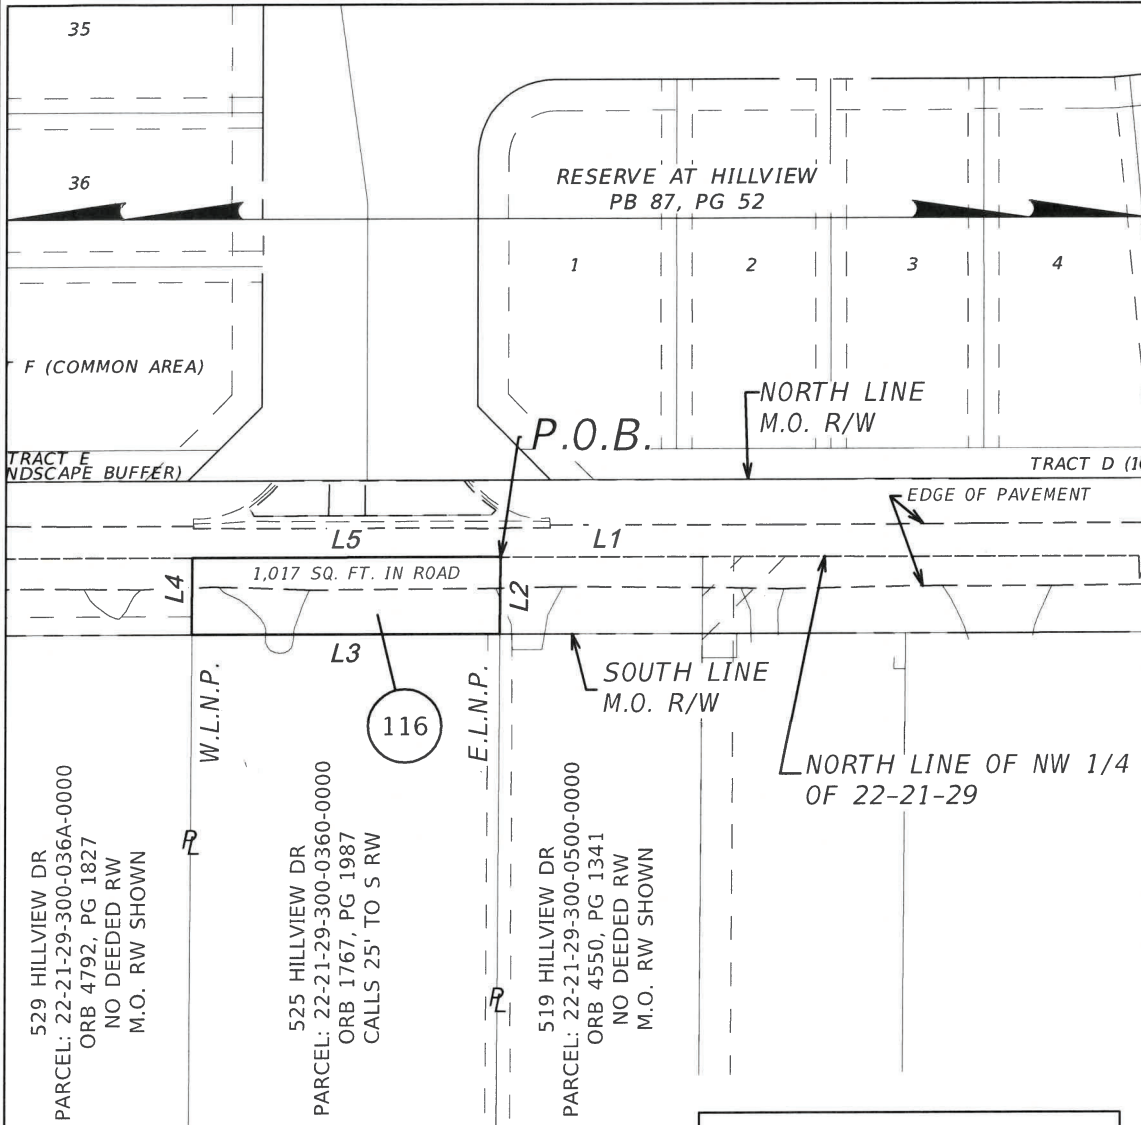 35
36
RESERVE AT HILLVIEW
PB 87, PG 52
1
2
3
4
F (COMMON AREA)
NORTH LINE
M.O. R/W
P.O.B.
TRACT E
NDSCAPE BUFFER)
TRACT D (10
EDGE OF PAVEMENT
L5
L1
1,017 SQ. FT. IN ROAD
L4
L2
L3
SOUTH LINE
M.O. R/W
W.L.N.P.
E.L.N.P.
116
NORTH LINE OF NW 1/4
OF 22-21-29
PL
PL
529 HILLVIEW DR
PARCEL: 22-21-29-300-036A-0000
ORB 4792, PG 1827
NO DEEDED RW
M.O. RW SHOWN
525 HILLVIEW DR
PARCEL: 22-21-29-300-0360-0000
ORB 1767, PG 1987
CALLS 25' TO S RW
519 HILLVIEW DR
PARCEL: 22-21-29-300-0500-0000
ORB 4550, PG 1341
NO DEEDED RW
M.O. RW SHOWN